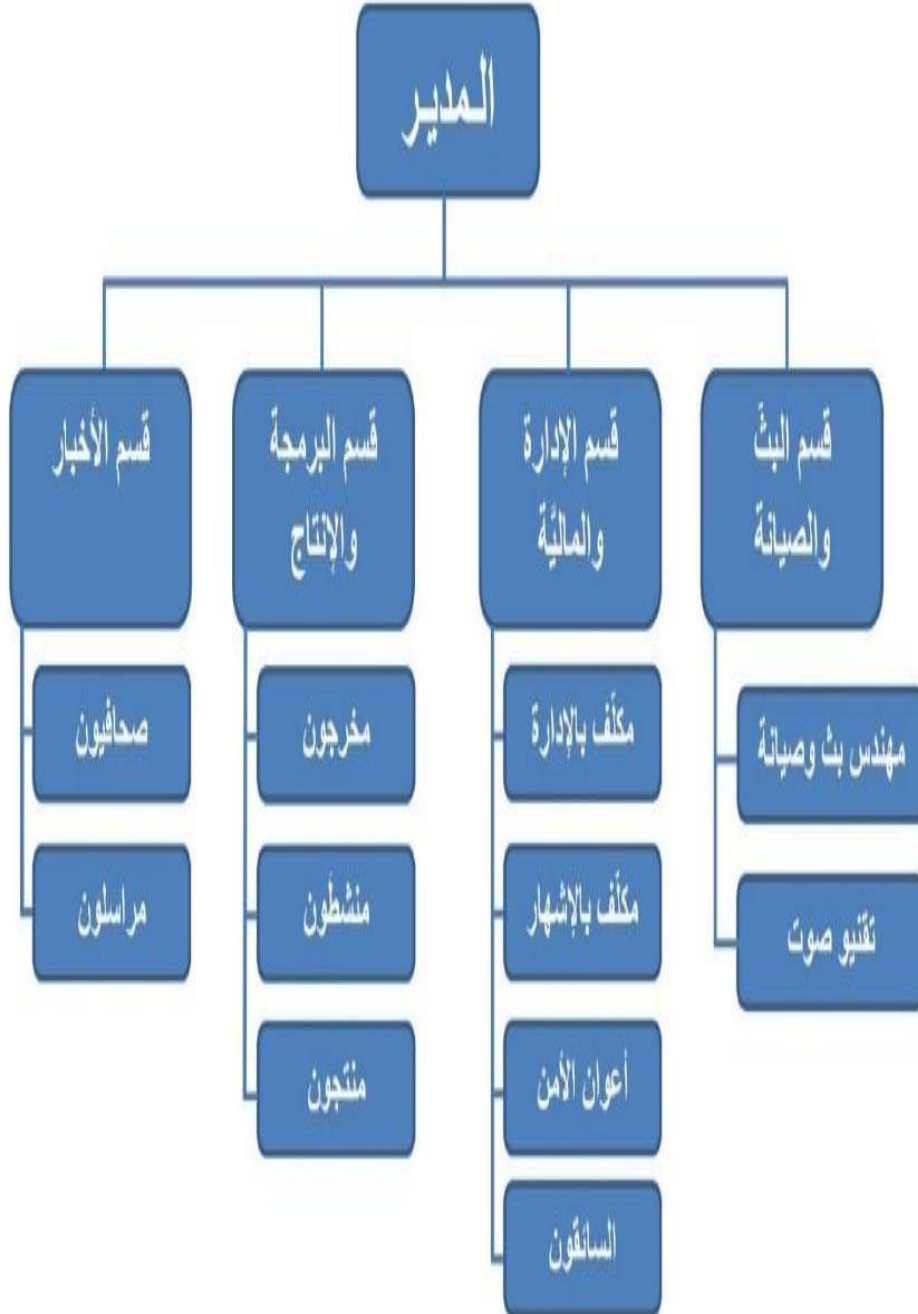 المدير
قسم البثّ
والصيانة
مهندس بث وصيانة
تقنيو صوت
قسم الإدارة
والماليّة
مكلّف بالإدارة
مكلّف بالإشهار
أعوان الأمن
السائقون
قسم البرمجة
والإنتاج
مخرجون
منشطون
منتجون
قسم الأخبار
صحافيون
مراسلون